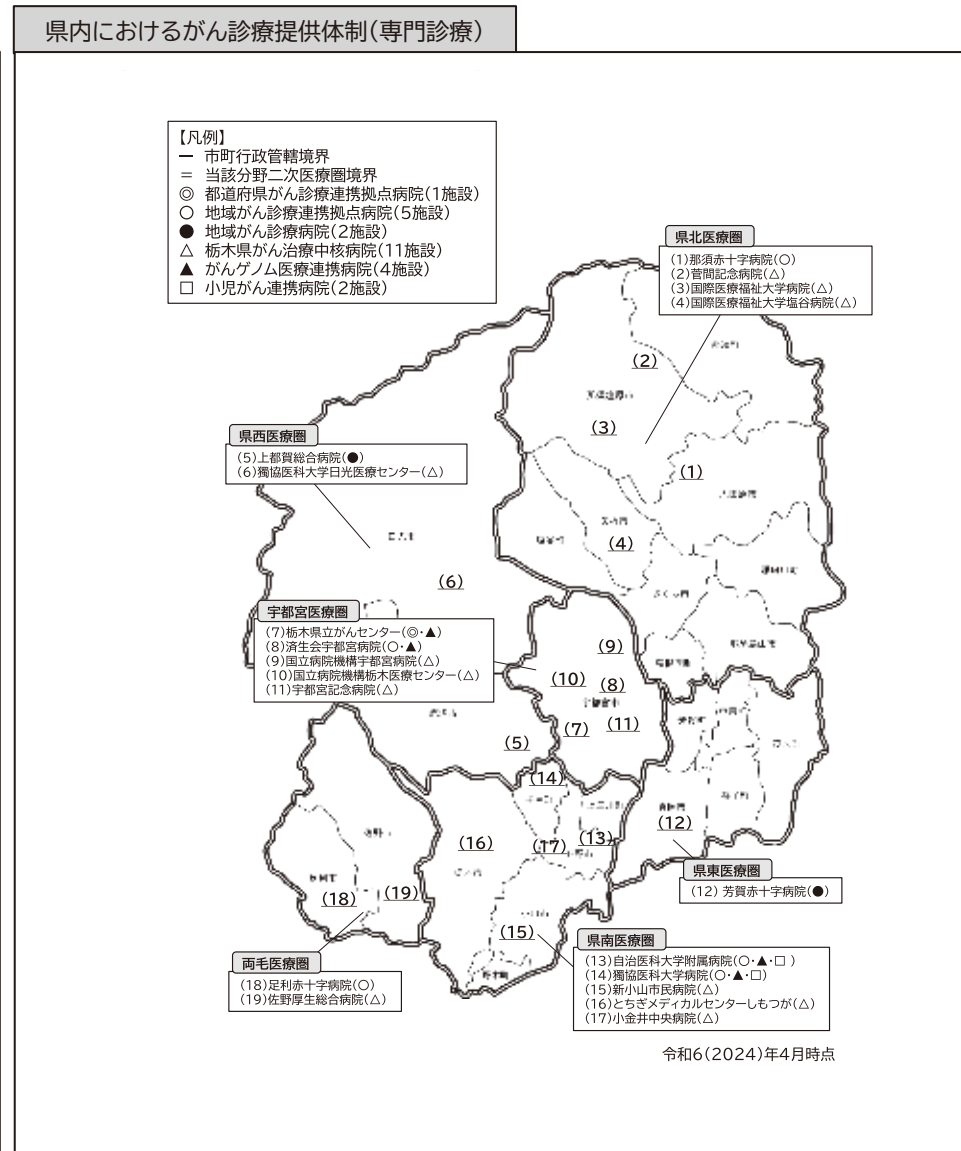 県内におけるがん診療提供体制(専門診療)
【凡例】
― 市町行政管轄境界
= 当該分野二次医療圏境界
◎ 都道府県がん診療連携拠点病院(1施設)
○ 地域がん診療連携拠点病院(5施設)
● 地域がん診療病院(2施設)
△ 栃木県がん治療中核病院(11施設)
▲ がんゲノム医療連携病院(4施設)
□ 小児がん連携病院(2施設)
県北医療圏
(1)那須赤十字病院(○)
(2)菅間記念病院(△)
(3)国際医療福祉大学病院(△)
(4)国際医療福祉大学塩谷病院(△)
(2)
(3)
(1)
(4)
県西医療圏
(5)上都賀総合病院(●)
(6)獨協医科大学日光医療センター(△)
(6)
宇都宮医療圏
(7)栃木県立がんセンター(◎・▲)
(8)済生会宇都宮病院(○・▲)
(9)国立病院機構宇都宮病院(△)
(10)国立病院機構栃木医療センター(△)
(11)宇都宮記念病院(△)
(9)
(10)
(8)
宇都宮市
(7)
(11)
(5)
(14)
(16)
(17)
(13)
(12)
県東医療圏
(12) 芳賀赤十字病院(●)
(18)
(19)
(15)
両毛医療圏
(18)足利赤十字病院(○)
(19)佐野厚生総合病院(△)
県南医療圏
(13)自治医科大学附属病院(○・▲・□ )
(14)獨協医科大学病院(○・▲・□)
(15)新小山市民病院(△)
(16)とちぎメディカルセンターしもつが(△)
(17)小金井中央病院(△)
令和6(2024)年4月時点